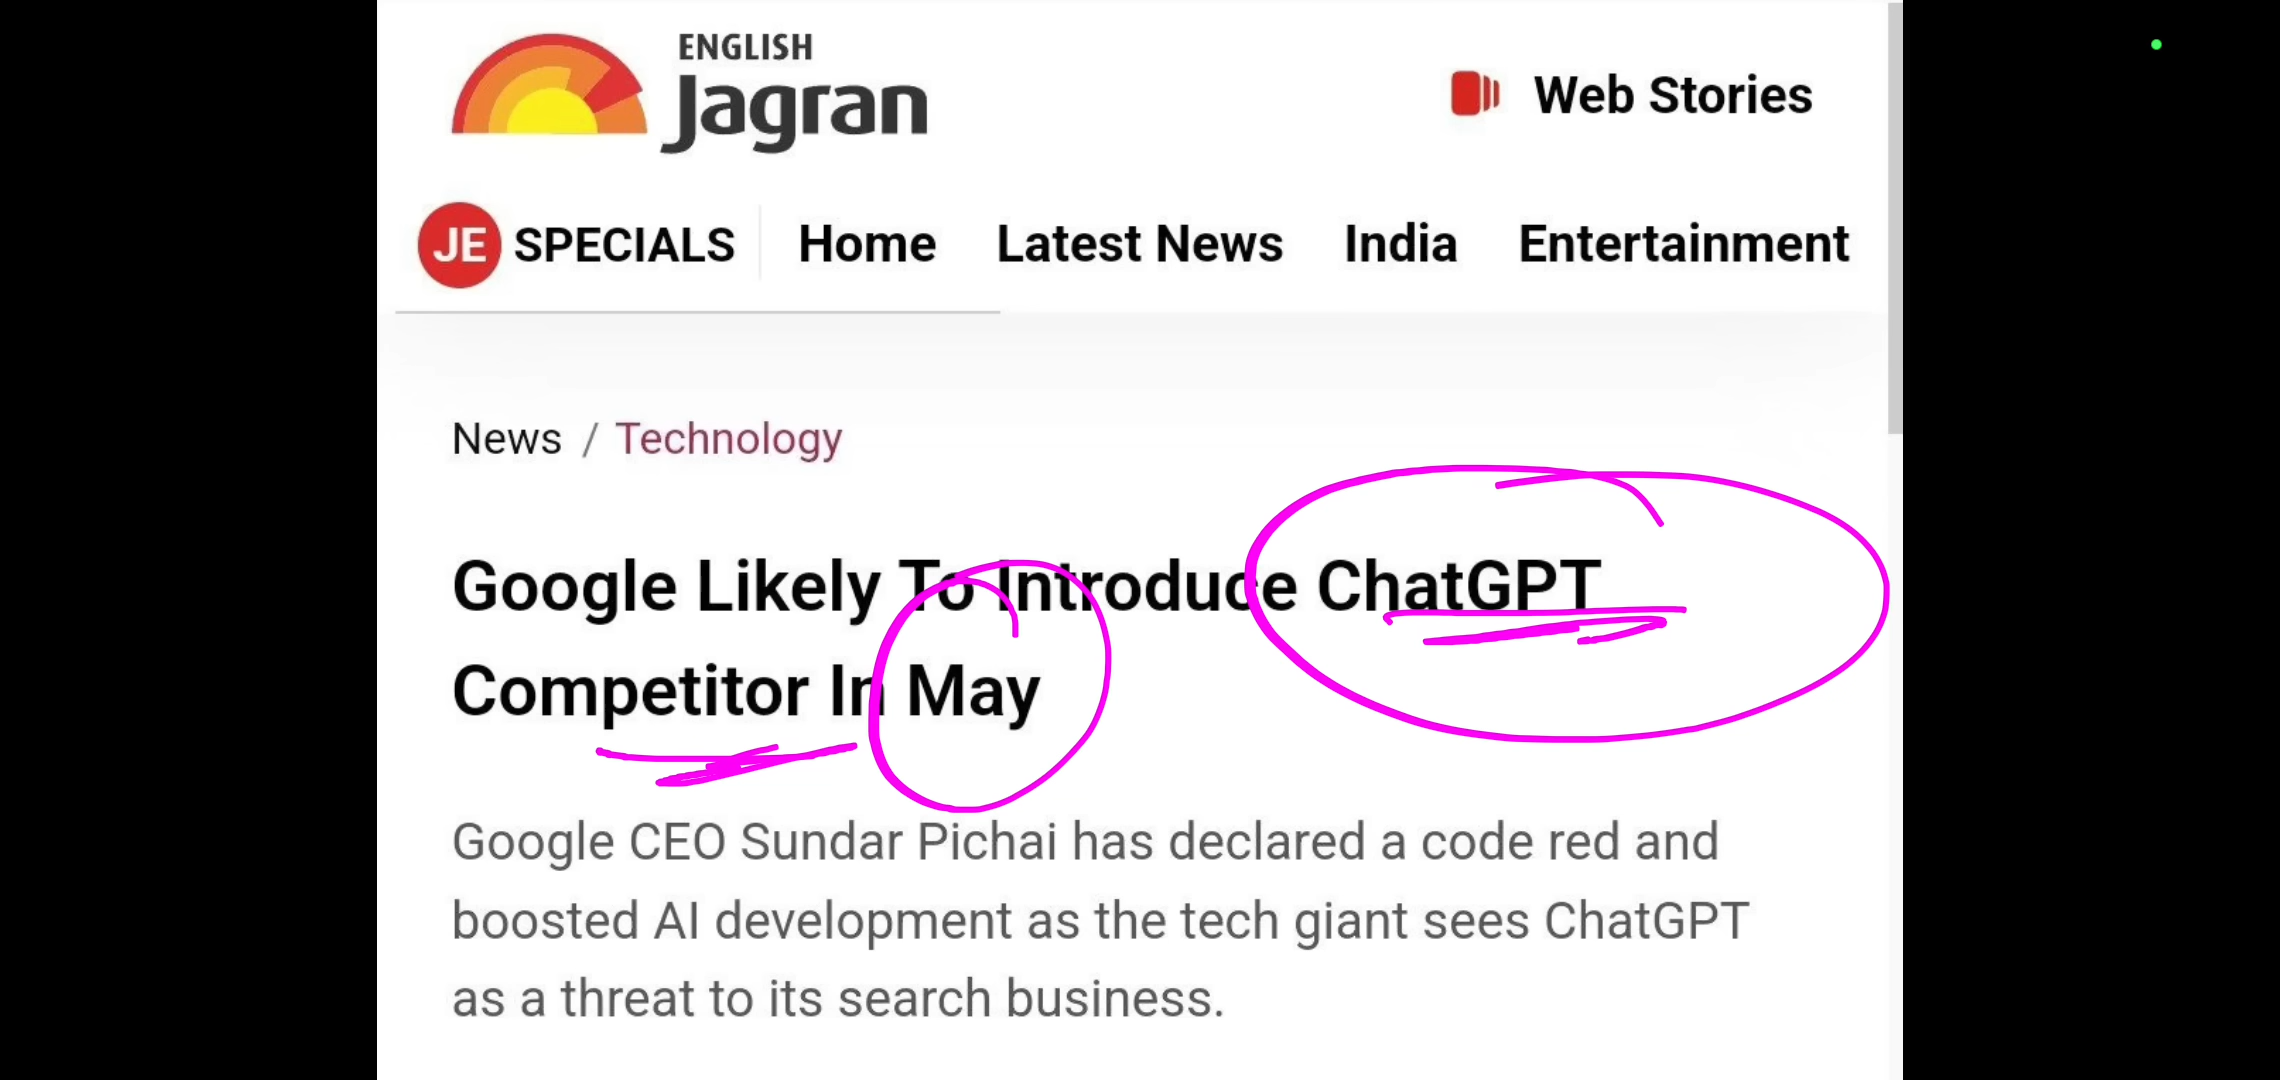 ENGLISH
Jagran
Web Stories
JE SPECIALS Home Latest News India Entertainment
News / Technology
Google Likely To Introduce ChatGPT
Competitor In May
Google CEO Sundar Pichai has declared a code red and
boosted AI development as the tech giant sees ChatGPT
as a threat to its search business.